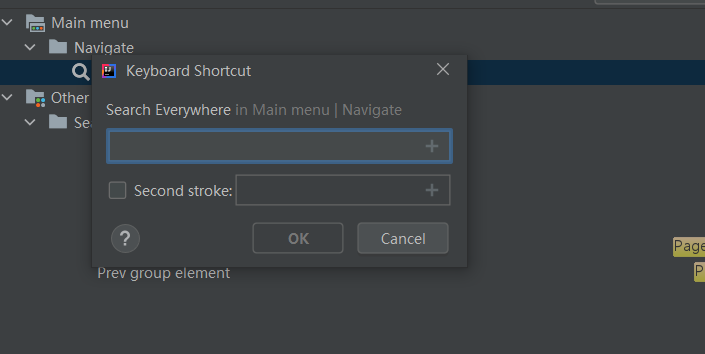 Main menu
Navigate
Keyboard Shortcut
Other
Search Everywhere in Main menu | Navigate
Second stroke:
?
OK
Cancel
Page
Prev group element
P